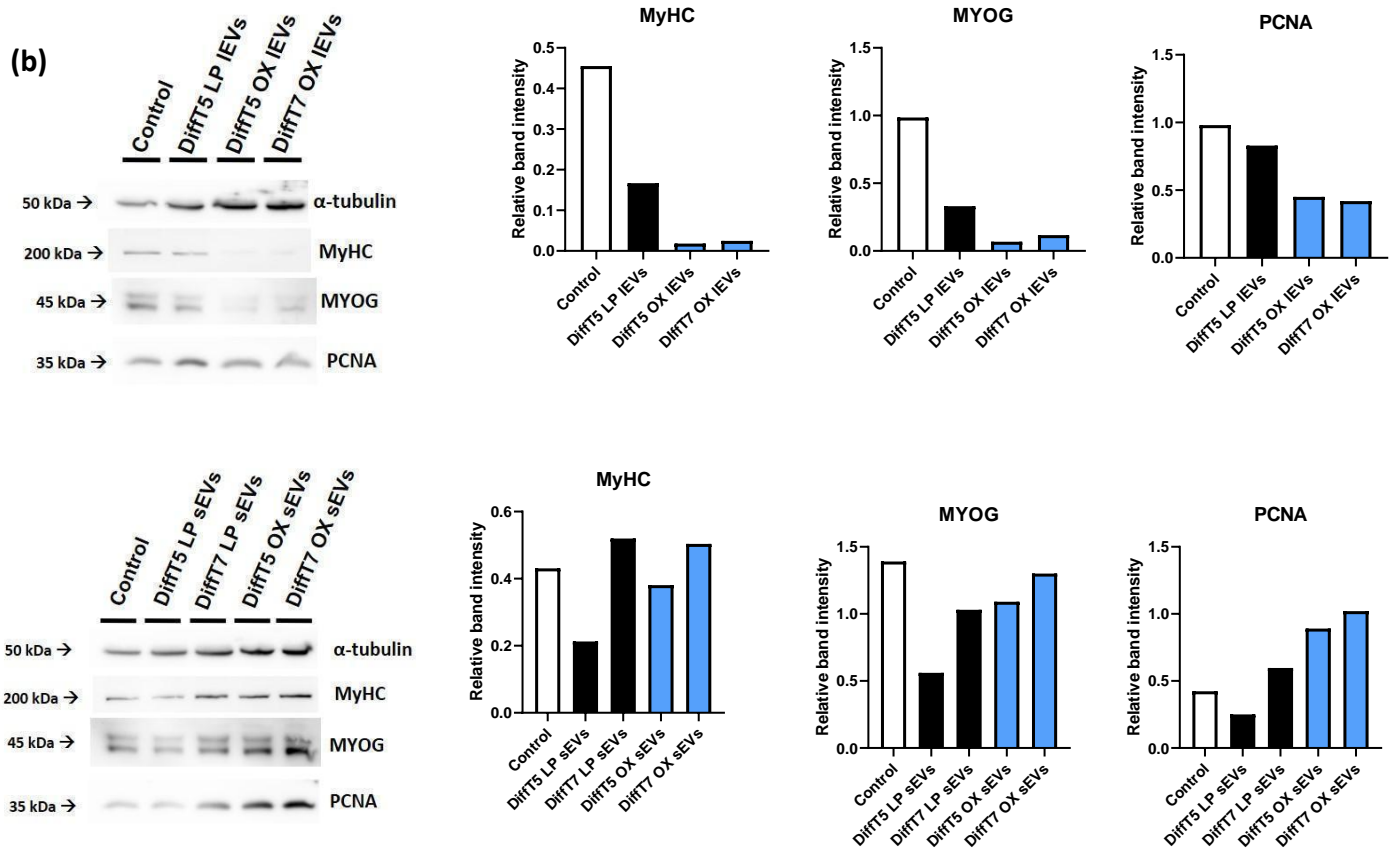 (b)
Control
DiffT5 LP lEVs
DiffT5 OX lEVs
DiffT7 OX lEVs
50 kDa → α-tubulin
200 kDa → MyHC
45 kDa → MYOG
35 kDa → PCNA
MyHC
Relative band intensity
0.5
0.4
0.3
0.2
0.1
0.0
Control
DiffT5 LP lEVs
DiffT5 OX lEVs
DiffT7 OX lEVs
MYOG
Relative band intensity
1.5
1.0
0.5
0.0
Control
DiffT5 LP lEVs
DiffT5 OX lEVs
DiffT7 OX lEVs
PCNA
Relative band intensity
1.5
1.0
0.5
0.0
Control
DiffT5 LP lEVs
DiffT5 OX lEVs
DiffT7 OX lEVs
Control
DiffT5 LP sEVs
DiffT7 LP sEVs
DiffT5 OX sEVs
DiffT7 OX sEVs
50 kDa → α-tubulin
200 kDa → MyHC
45 kDa → MYOG
35 kDa → PCNA
MyHC
Relative band intensity
0.6
0.4
0.2
0.0
Control
DiffT5 LP sEVs
DiffT7 LP sEVs
DiffT5 OX sEVs
DiffT7 OX sEVs
MYOG
Relative band intensity
1.5
1.0
0.5
0.0
Control
DiffT5 LP sEVs
DiffT7 LP sEVs
DiffT5 OX sEVs
DiffT7 OX sEVs
PCNA
Relative band intensity
1.5
1.0
0.5
0.0
Control
DiffT5 LP sEVs
DiffT7 LP sEVs
DiffT5 OX sEVs
DiffT7 OX sEVs